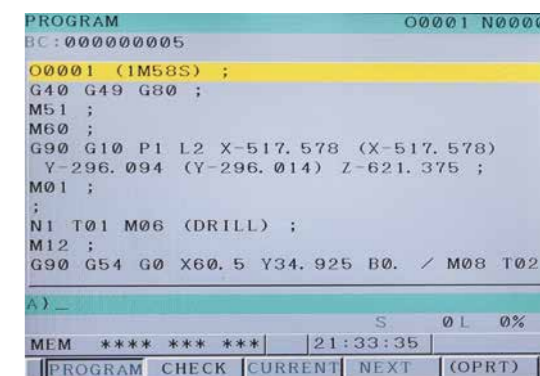 PROGRAM O0001 N0000
BC:000000005
O0001 (1M58S) ;
G40 G49 G80 ;
M51 ;
M60 ;
G90 G10 P1 L2 X-517.578 (X-517.578)
Y-296.094 (Y-296.014) Z-621.375 ;
M01 ;
;
N1 T01 M06 (DRILL) ;
M12 ;
G90 G54 G0 X60.5 Y34.925 B0. / M08 T02
A)_
S 0 L 0%
MEM **** *** *** 21:33:35
PROGRAM CHECK CURRENT NEXT (OPRT)